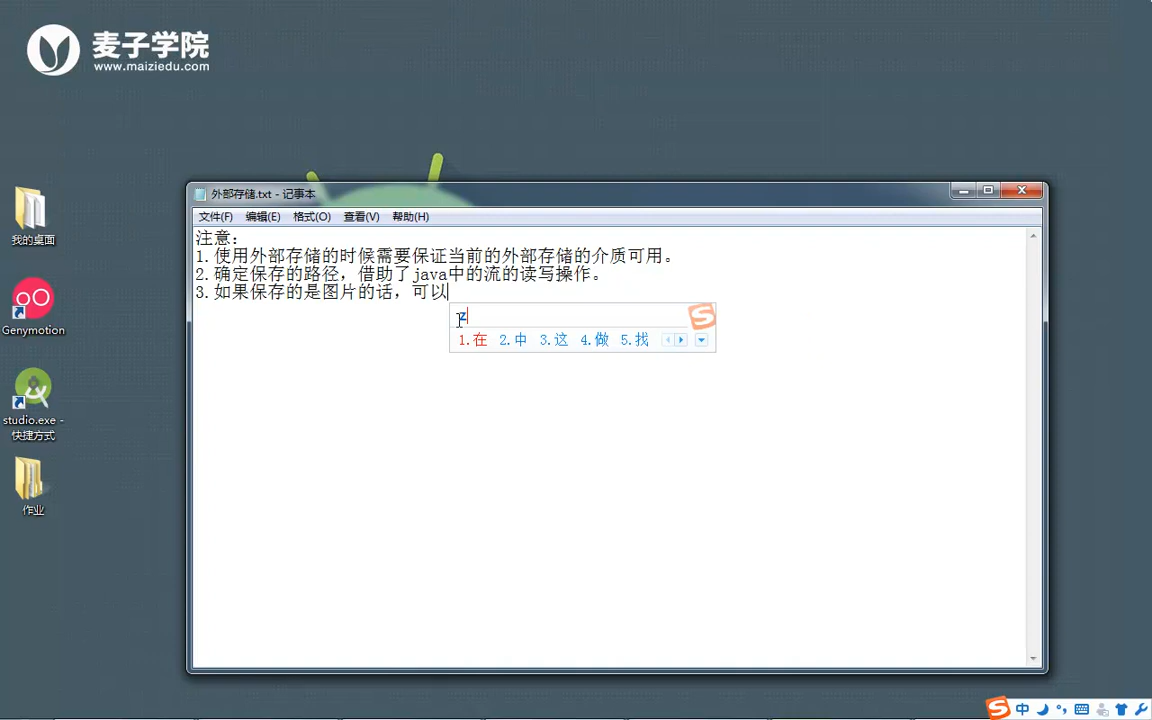 麦子学院
www.maiziedu.com
外部存储.txt - 记事本
文件(F) 编辑(E) 格式(O) 查看(V) 帮助(H)
注意：
1.使用外部存储的时候需要保证当前的外部存储的介质可用。
2.确定保存的路径，借助了java中的流的读写操作。
3.如果保存的是图片的话，可以
z
1.在 2.中 3.这 4.做 5.找
我的桌面
Genymotion
studio.exe -
快捷方式
作业
中